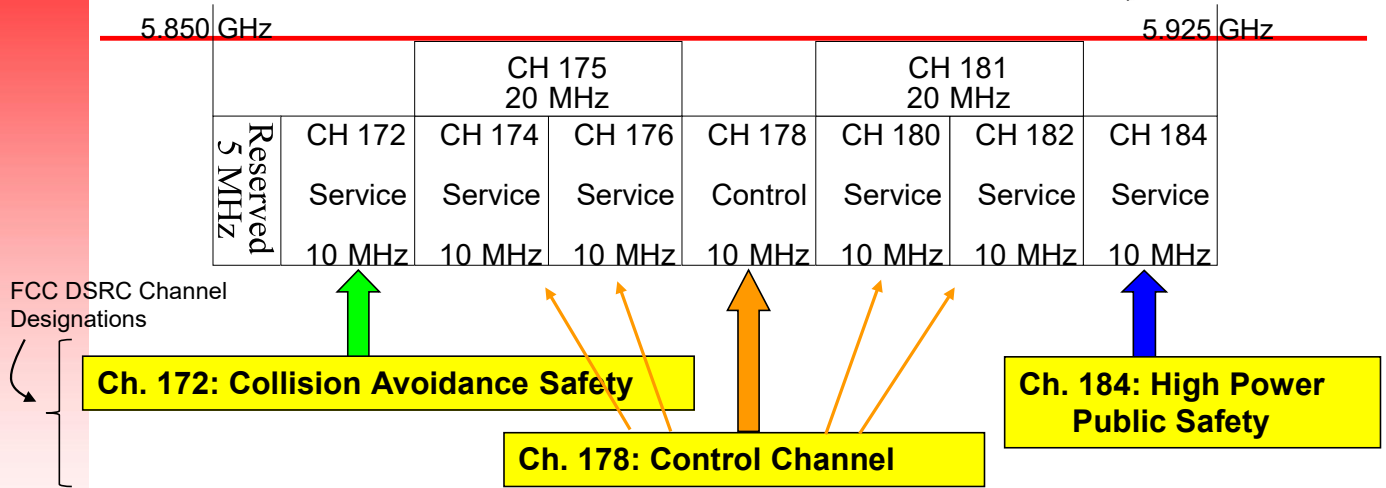 5.850 GHz
5.925 GHz
CH 175
20 MHz
CH 181
20 MHz
Reserved
5 MHz
CH 172
Service
10 MHz
CH 174
Service
10 MHz
CH 176
Service
10 MHz
CH 178
Control
10 MHz
CH 180
Service
10 MHz
CH 182
Service
10 MHz
CH 184
Service
10 MHz
FCC DSRC Channel
Designations
Ch. 172: Collision Avoidance Safety
Ch. 178: Control Channel
Ch. 184: High Power
Public Safety